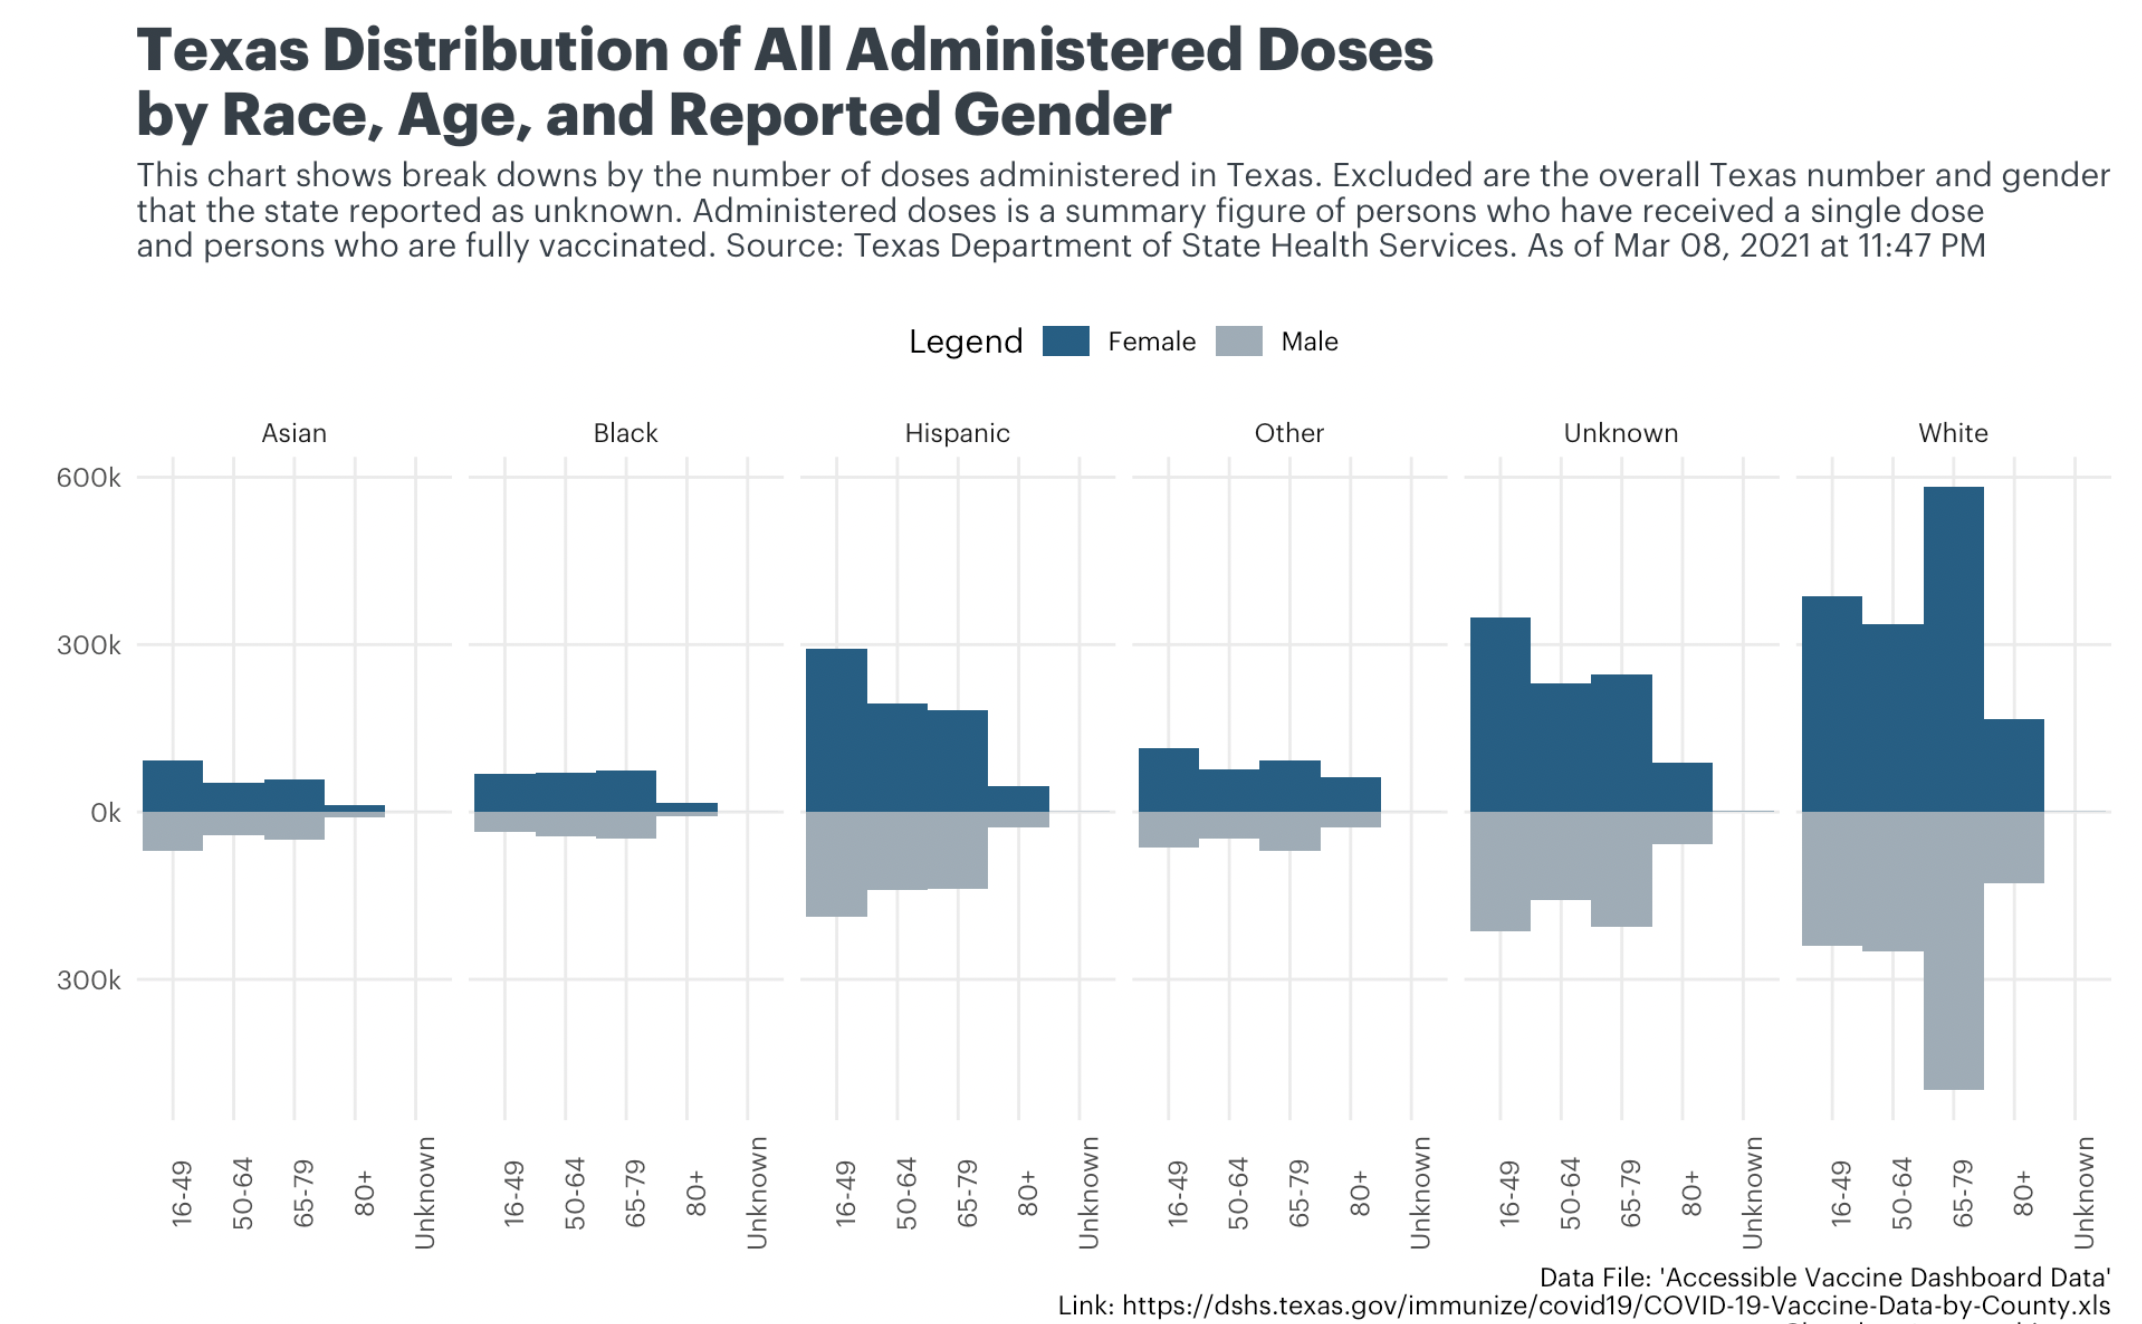 Texas Distribution of All Administered Doses
by Race, Age, and Reported Gender
This chart shows break downs by the number of doses administered in Texas. Excluded are the overall Texas number and gender
that the state reported as unknown. Administered doses is a summary figure of persons who have received a single dose
and persons who are fully vaccinated. Source: Texas Department of State Health Services. As of Mar 08, 2021 at 11:47 PM
Legend Female Male
Asian Black Hispanic Other Unknown White
600k
300k
0k
300k
16-49 50-64 65-79 80+ Unknown 16-49 50-64 65-79 80+ Unknown 16-49 50-64 65-79 80+ Unknown 16-49 50-64 65-79 80+ Unknown 16-49 50-64 65-79 80+ Unknown 16-49 50-64 65-79 80+ Unknown
Data File: 'Accessible Vaccine Dashboard Data'
Link: https://dshs.texas.gov/immunize/covid19/COVID-19-Vaccine-Data-by-County.xls